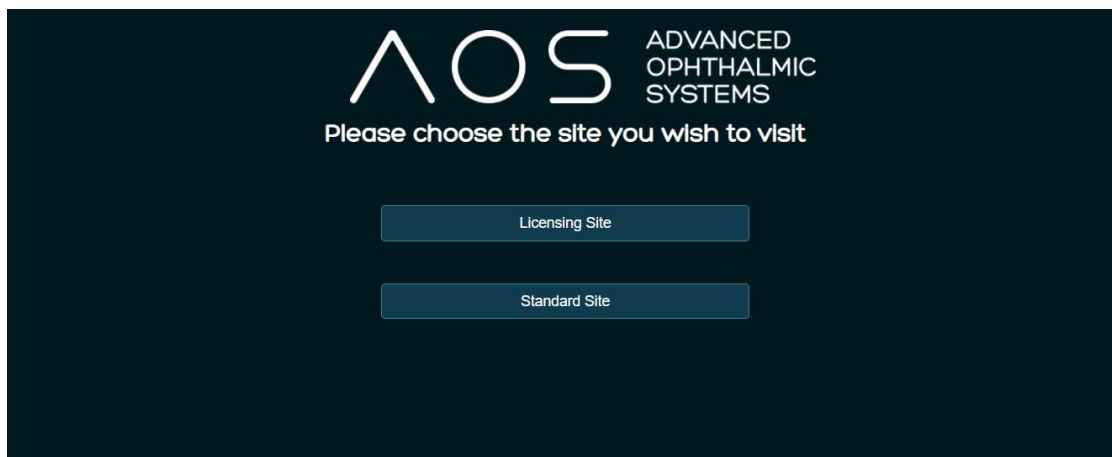 AOS
ADVANCED
OPHTHALMIC
SYSTEMS
Please choose the site you wish to visit
Licensing Site
Standard Site